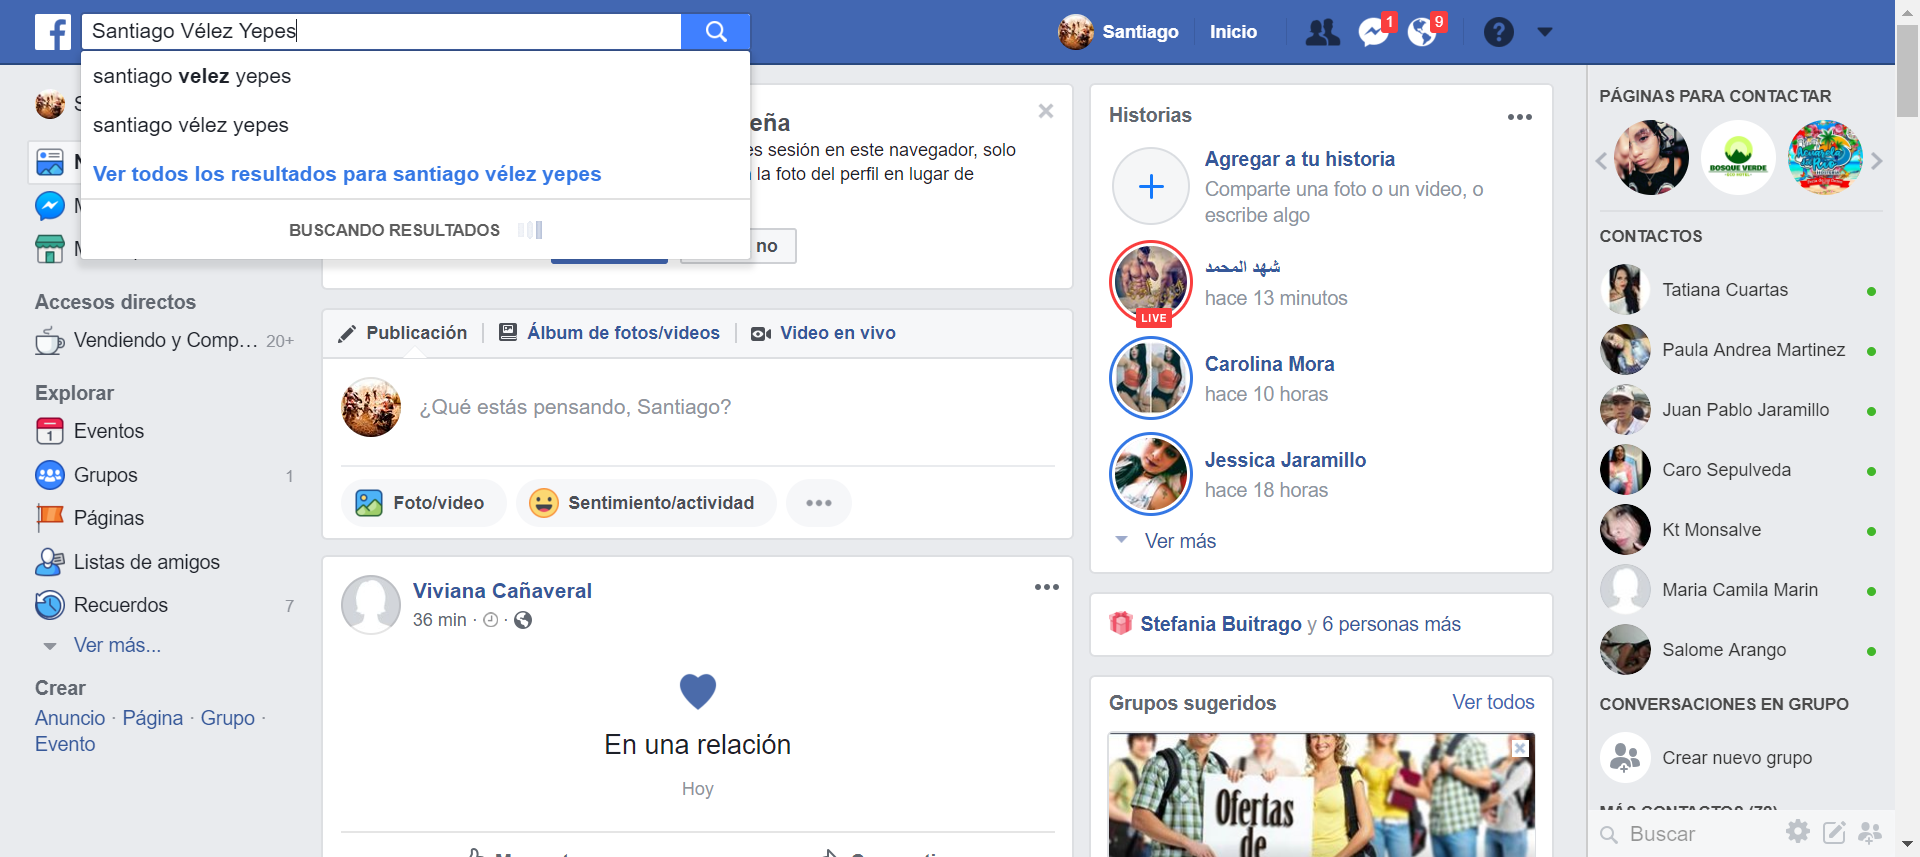 Santiago Vélez Yepes
Santiago
Inicio
1
9
santiago velez yepes
santiago vélez yepes
Ver todos los resultados para santiago vélez yepes
BUSCANDO RESULTADOS
eña
sesión en este navegador, solo
la foto del perfil en lugar de
no
Accesos directos
Vendiendo y Comp... 20+
Explorar
1
Eventos
Grupos 1
Páginas
Listas de amigos
Recuerdos 7
Ver más...
Crear
Anuncio · Página · Grupo ·
Evento
Publicación
Álbum de fotos/videos
Video en vivo
¿Qué estás pensando, Santiago?
Foto/video
Sentimiento/actividad
Viviana Cañaveral
36 min · ·
En una relación
Hoy
Historias
Agregar a tu historia
Comparte una foto o un video, o
escribe algo
شهد المحمد
hace 13 minutos
LIVE
Carolina Mora
hace 10 horas
Jessica Jaramillo
hace 18 horas
Ver más
Stefania Buitrago y 6 personas más
Grupos sugeridos
Ver todos
Ofertas
de
PÁGINAS PARA CONTACTAR
BOSQUE VERDE
CONTACTOS
Tatiana Cuartas
Paula Andrea Martinez
Juan Pablo Jaramillo
Caro Sepulveda
Kt Monsalve
Maria Camila Marin
Salome Arango
CONVERSACIONES EN GRUPO
Crear nuevo grupo
MÁS CONTACTOS (79)
Buscar